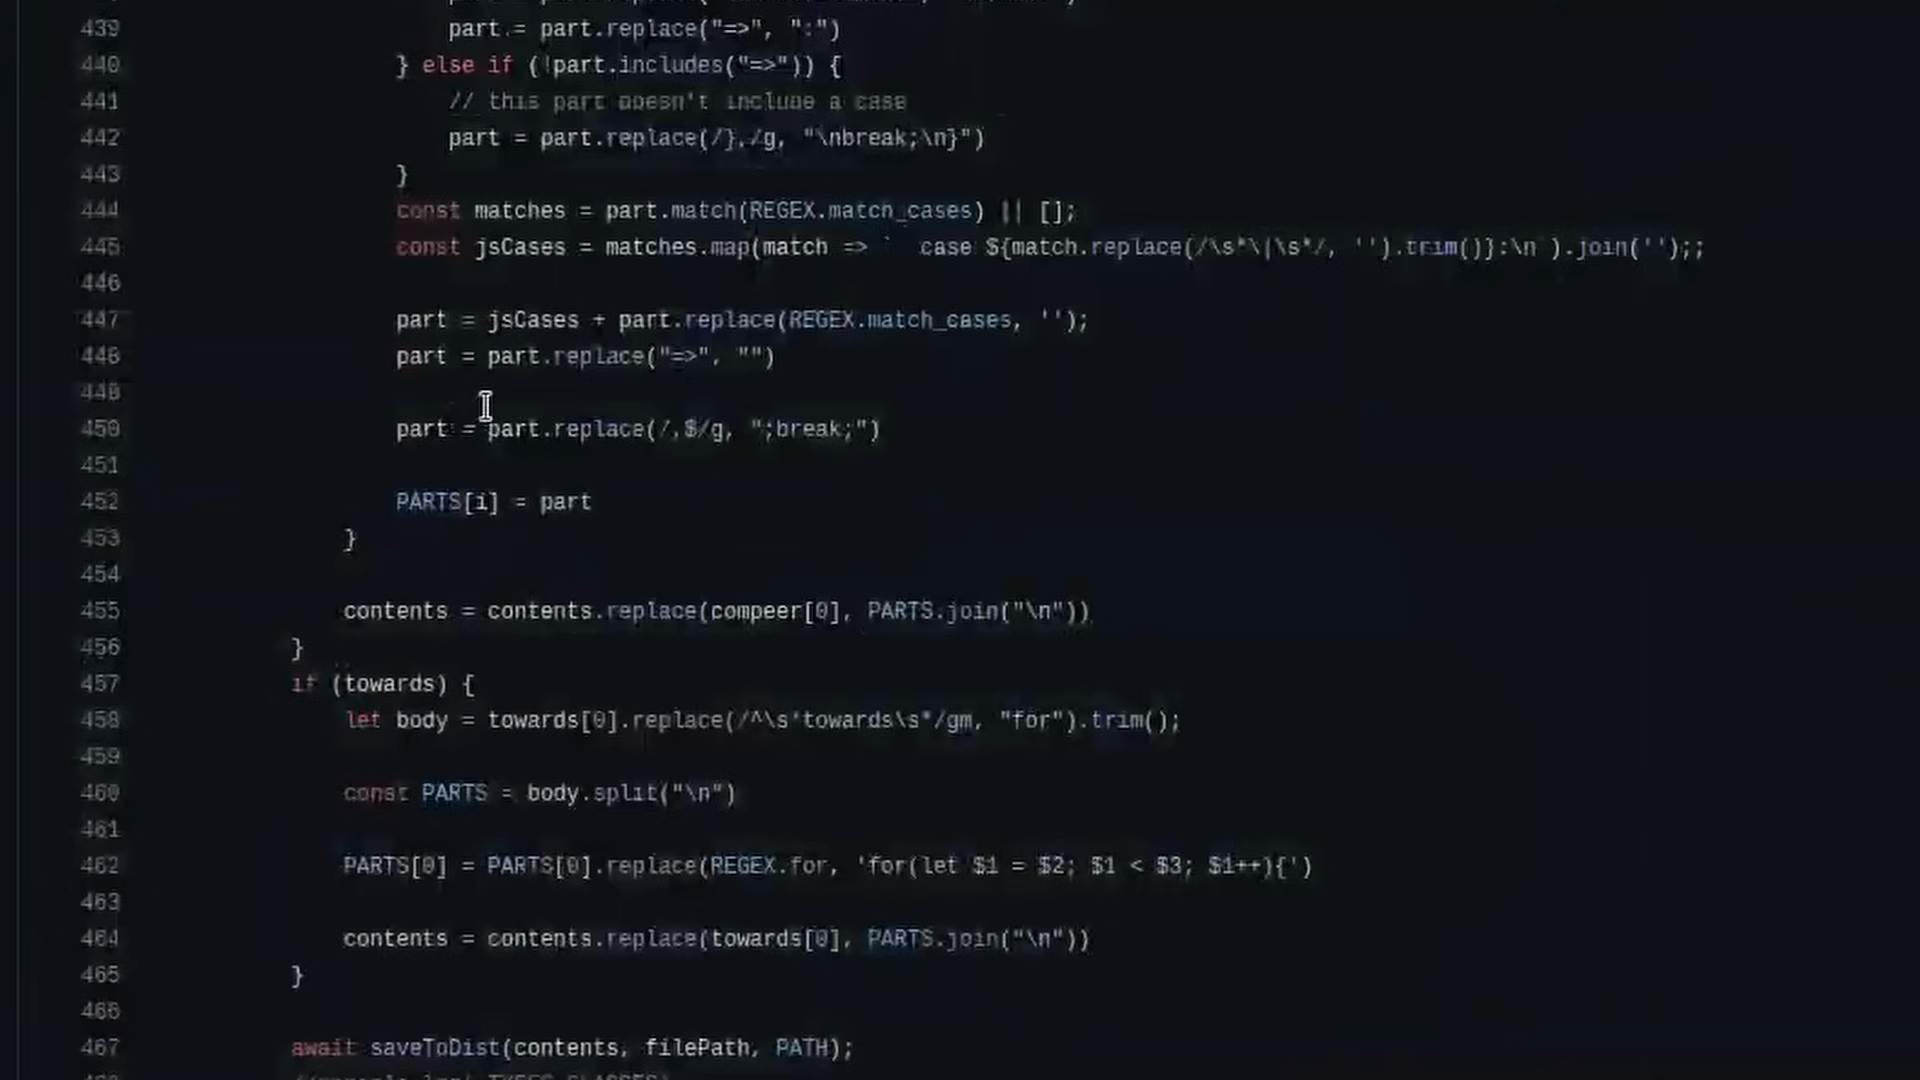 439 part = part.replace("=>", ":")
440 } else if (!part.includes("=>")) {
441 // this part doesn't include a case
442 part = part.replace(/},/g, "\nbreak;\n}")
443 }
444 const matches = part.match(REGEX.match_cases) || [];
445 const jsCases = matches.map(match => `  case ${match.replace(/\s*\|\s*/, '').trim()}:\n`).join('');;
446
447 part = jsCases + part.replace(REGEX.match_cases, '');
448 part = part.replace("=>", "")
449
450 part = part.replace(/,$/g, ";break;")
451
452 PARTS[i] = part
453 }
454
455 contents = contents.replace(compeer[0], PARTS.join("\n"))
456 }
457 if (towards) {
458 let body = towards[0].replace(/^\s*towards\s*/gm, "for").trim();
459
460 const PARTS = body.split("\n")
461
462 PARTS[0] = PARTS[0].replace(REGEX.for, 'for(let $1 = $2; $1 < $3; $1++){')
463
464 contents = contents.replace(towards[0], PARTS.join("\n"))
465 }
466
467 await saveToDist(contents, filePath, PATH);